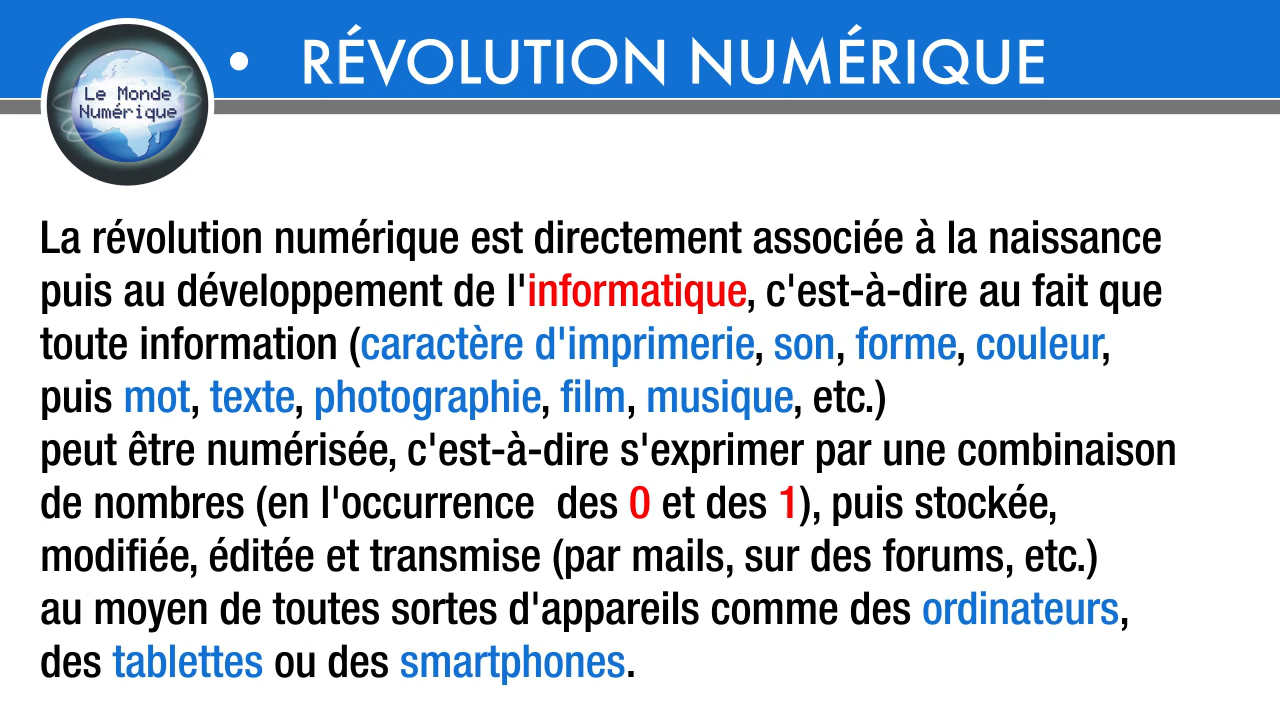 • RÉVOLUTION NUMÉRIQUE
Le Monde
Numérique
La révolution numérique est directement associée à la naissance
puis au développement de l'informatique, c'est-à-dire au fait que
toute information (caractère d'imprimerie, son, forme, couleur,
puis mot, texte, photographie, film, musique, etc.)
peut être numérisée, c'est-à-dire s'exprimer par une combinaison
de nombres (en l'occurrence  des 0 et des 1), puis stockée,
modifiée, éditée et transmise (par mails, sur des forums, etc.)
au moyen de toutes sortes d'appareils comme des ordinateurs,
des tablettes ou des smartphones.